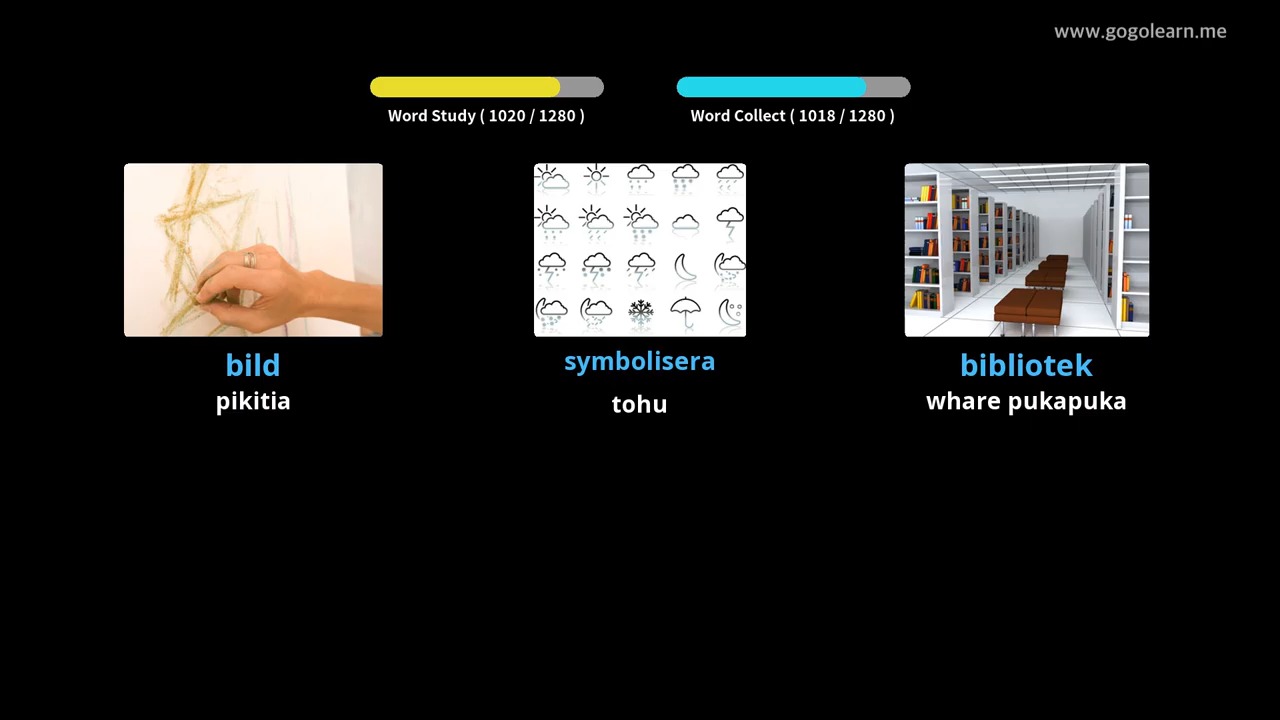 www.gogolearn.me
Word Study ( 1020 / 1280 )
Word Collect ( 1018 / 1280 )
bild
pikitia
symbolisera
tohu
bibliotek
whare pukapuka